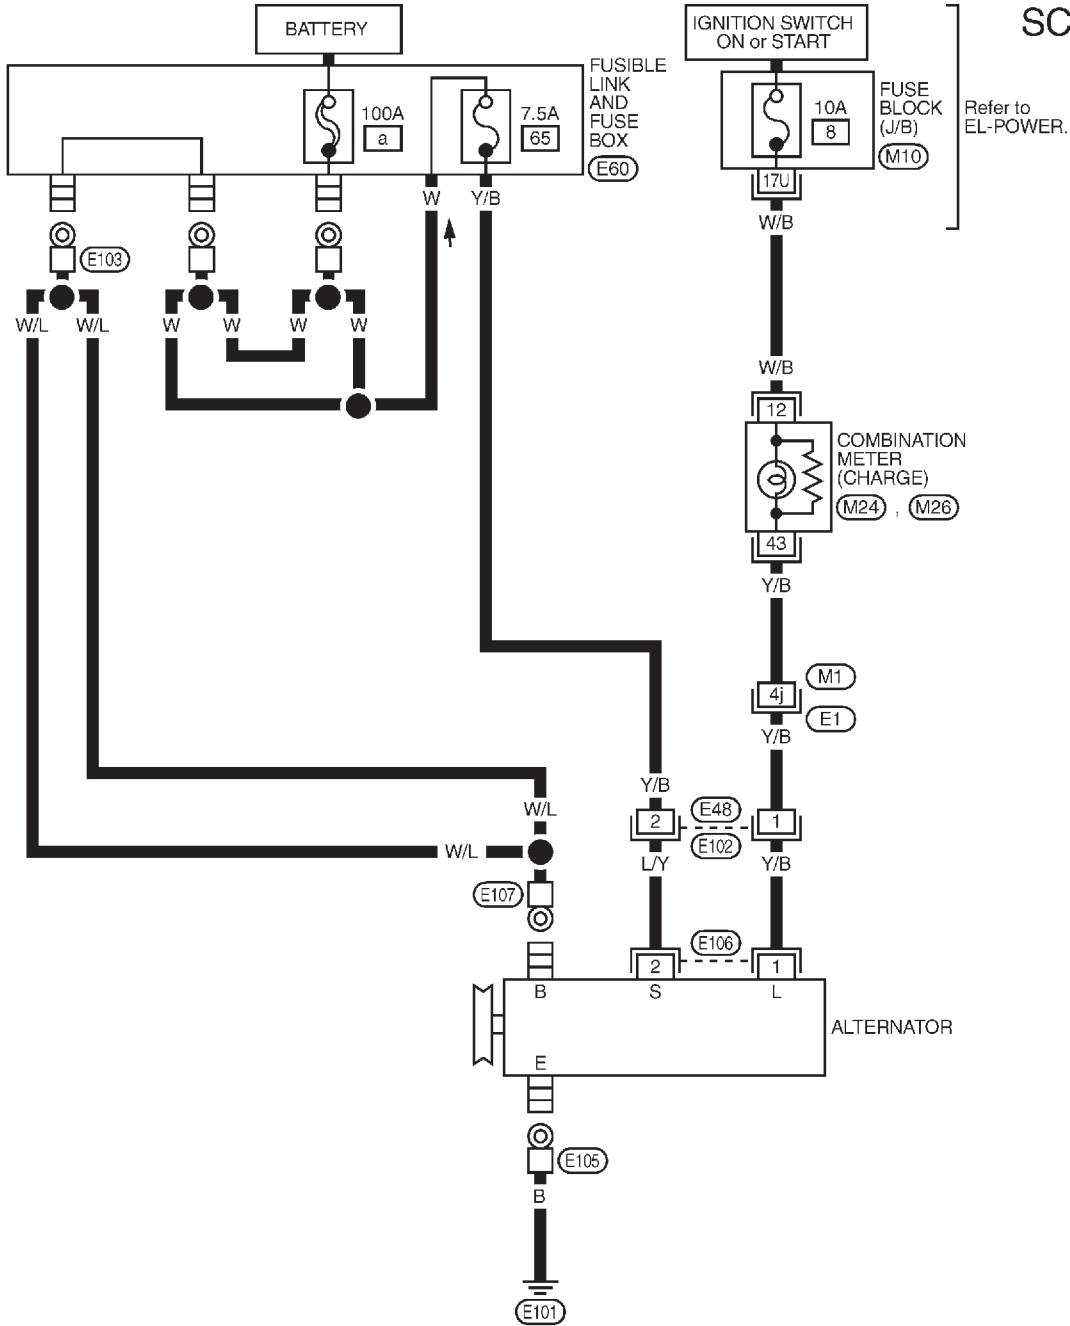 SC
BATTERY
IGNITION SWITCH
ON or START
FUSIBLE
LINK
AND
FUSE
BOX
E60
100A
a
7.5A
65
10A
8
FUSE
BLOCK
(J/B)
M10
Refer to
EL-POWER.
17U
W
Y/B
W/B
E103
W/L
W/L
W
W
W
W
W/B
12
COMBINATION
METER
(CHARGE)
M24 , M26
43
Y/B
4j
M1
E1
Y/B
Y/B
W/L
2
E48
1
E102
W/L
L/Y
Y/B
E107
E106
2
1
B
S
L
ALTERNATOR
E
E105
B
E101